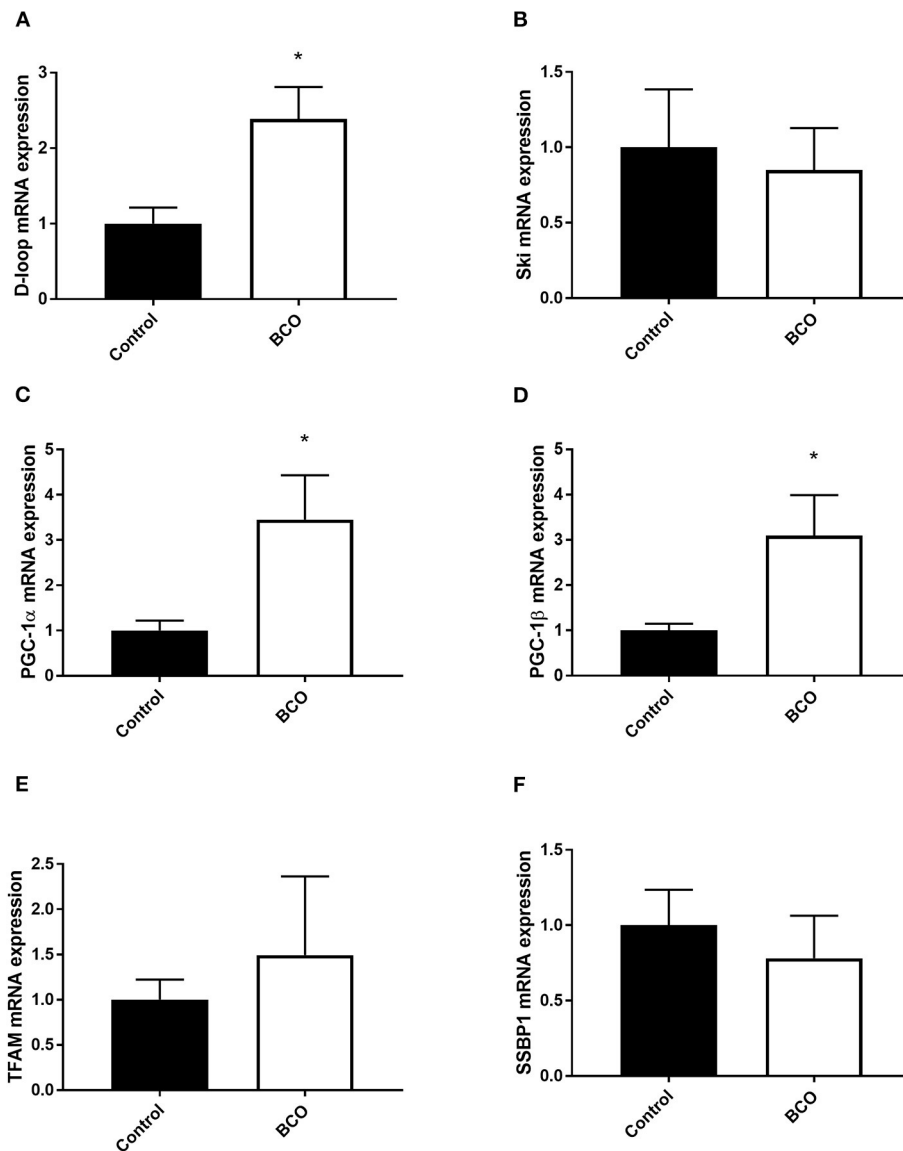 A
D-loop mRNA expression
3
2
1
0
*
Control
BCO
B
Ski mRNA expression
1.5
1.0
0.5
0.0
Control
BCO
C
PGC-1α mRNA expression
5
4
3
2
1
0
*
Control
BCO
D
PGC-1β mRNA expression
5
4
3
2
1
0
*
Control
BCO
E
TFAM mRNA expression
2.5
2.0
1.5
1.0
0.5
0.0
Control
BCO
F
SSBP1 mRNA expression
1.5
1.0
0.5
0.0
Control
BCO